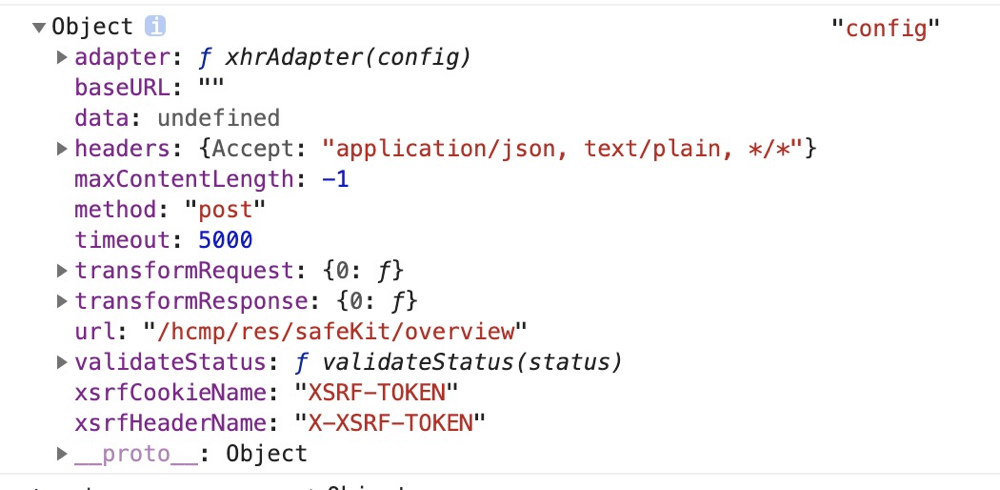 ▼Object i "config"
▶adapter: ƒ xhrAdapter(config)
baseURL: ""
data: undefined
▶headers: {Accept: "application/json, text/plain, */*"}
maxContentLength: -1
method: "post"
timeout: 5000
▶transformRequest: {0: ƒ}
▶transformResponse: {0: ƒ}
url: "/hcmp/res/safeKit/overview"
▶validateStatus: ƒ validateStatus(status)
xsrfCookieName: "XSRF-TOKEN"
xsrfHeaderName: "X-XSRF-TOKEN"
▶__proto__: Object